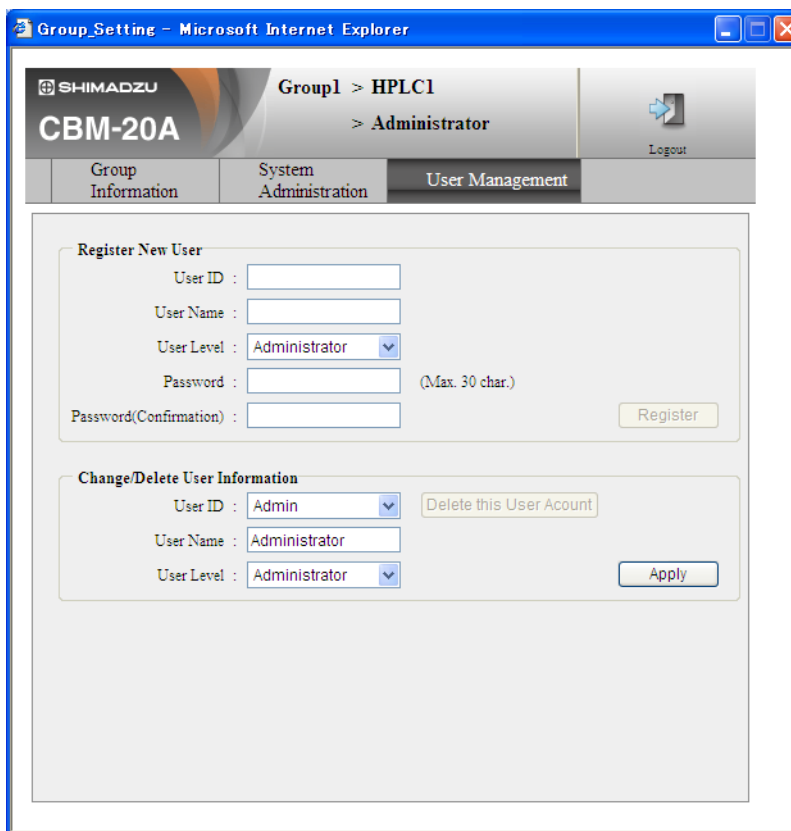 Group_Setting - Microsoft Internet Explorer
SHIMADZU
CBM-20A
Group1 > HPLC1
> Administrator
Logout
Group Information
System Administration
User Management
Register New User
User ID :
User Name :
User Level : Administrator
Password : (Max. 30 char.)
Password(Confirmation) : Register
Change/Delete User Information
User ID : Admin Delete this User Acount
User Name : Administrator
User Level : Administrator Apply